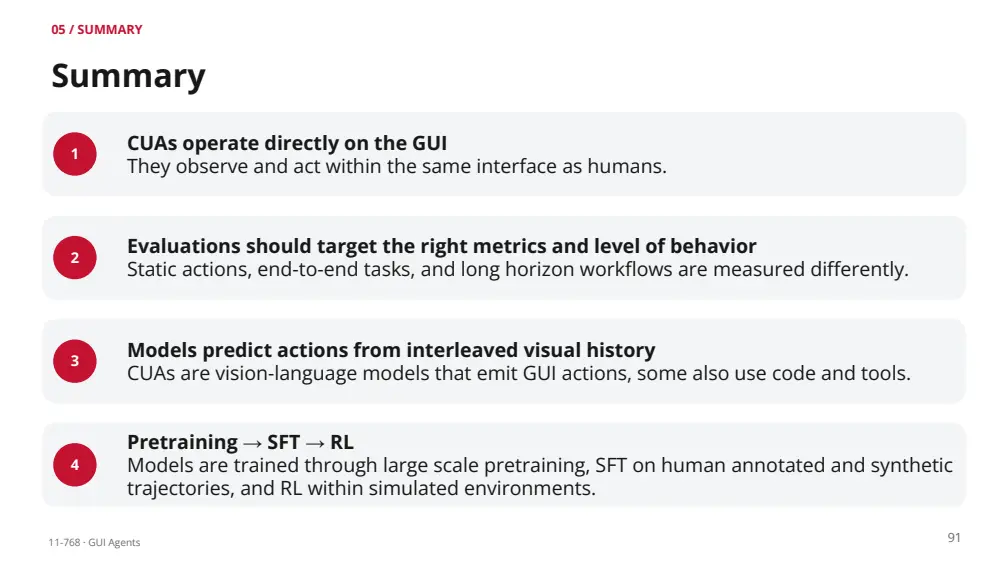 05 / SUMMARY
Summary
1
CUAs operate directly on the GUI
They observe and act within the same interface as humans.
2
Evaluations should target the right metrics and level of behavior
Static actions, end-to-end tasks, and long horizon workflows are measured differently.
3
Models predict actions from interleaved visual history
CUAs are vision-language models that emit GUI actions, some also use code and tools.
4
Pretraining → SFT → RL
Models are trained through large scale pretraining, SFT on human annotated and synthetic
trajectories, and RL within simulated environments.
11-768 · GUI Agents
91